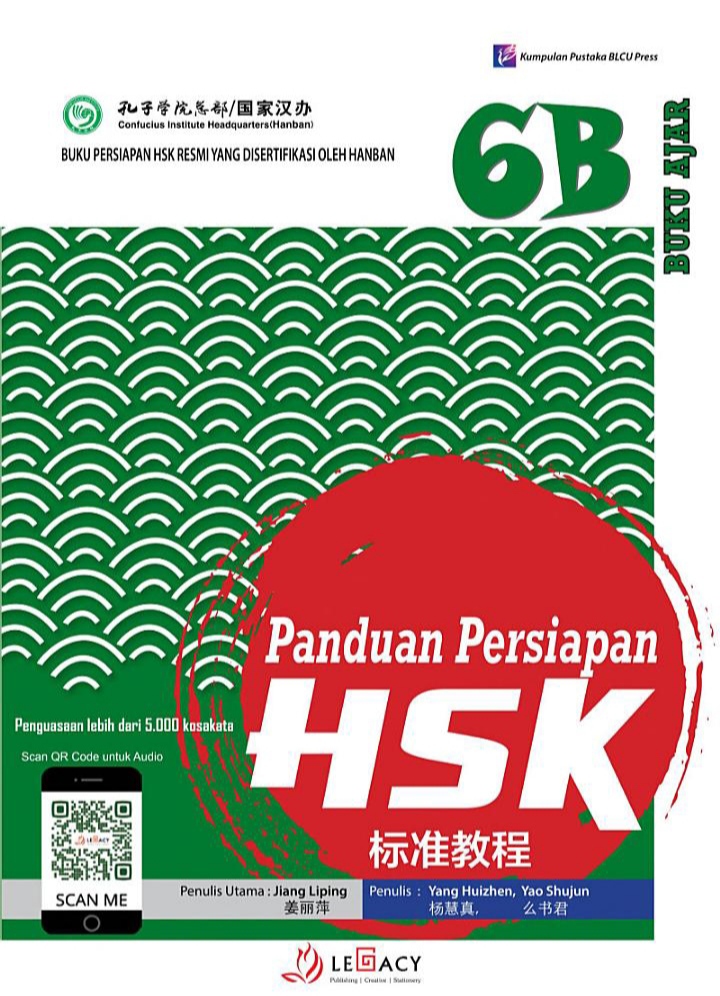 Kumpulan Pustaka BLCU Press
孔子学院总部/国家汉办
Confucius Institute Headquarters(Hanban)
BUKU PERSIAPAN HSK RESMI YANG DISERTIFIKASI OLEH HANBAN
6B
BUKU AJAR
Panduan Persiapan
HSK
标准教程
Penguasaan lebih dari 5.000 kosakata
Scan QR Code untuk Audio
LEGACY
SCAN ME
Penulis Utama : Jiang Liping
姜丽萍
Penulis : Yang Huizhen, Yao Shujun
杨慧真, 么书君
LEGACY
Publishing | Creative | Stationery